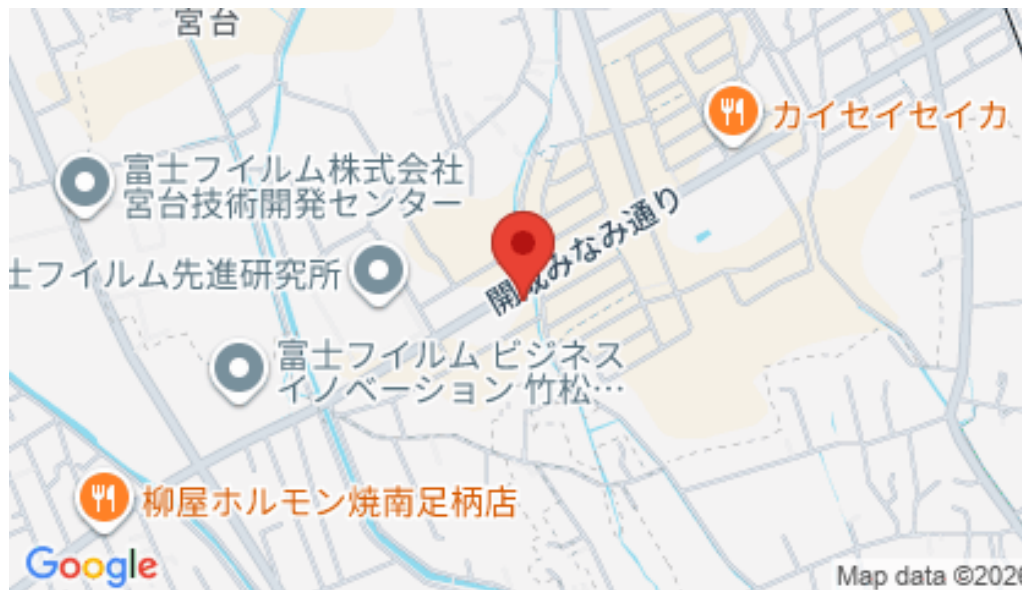 宮台
カイセイセイカ
富士フイルム株式会社
宮台技術開発センター
開成みなみ通り
士フイルム先進研究所
富士フイルム ビジネス
イノベーション 竹松…
柳屋ホルモン焼南足柄店
Google
Map data ©2026